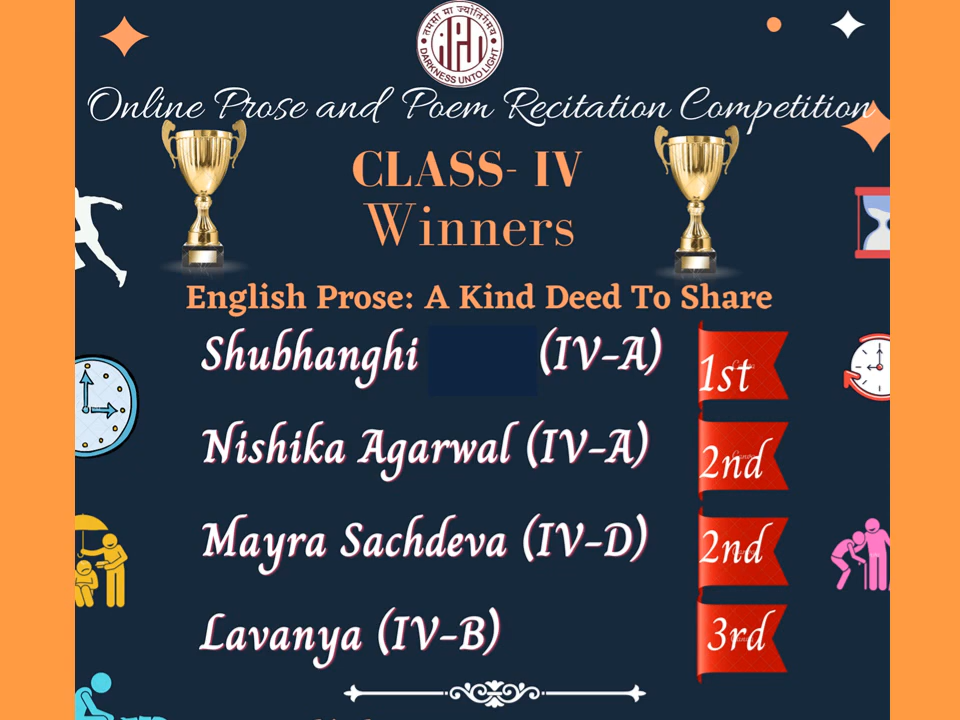 तमसो मा ज्योतिर्गमय
DARKNESS UNTO LIGHT
Online Prose and Poem Recitation Competition
CLASS- IV
Winners
English Prose: A Kind Deed To Share
Shubhanghi (IV-A) 1st
Nishika Agarwal (IV-A) 2nd
Mayra Sachdeva (IV-D) 2nd
Lavanya (IV-B) 3rd